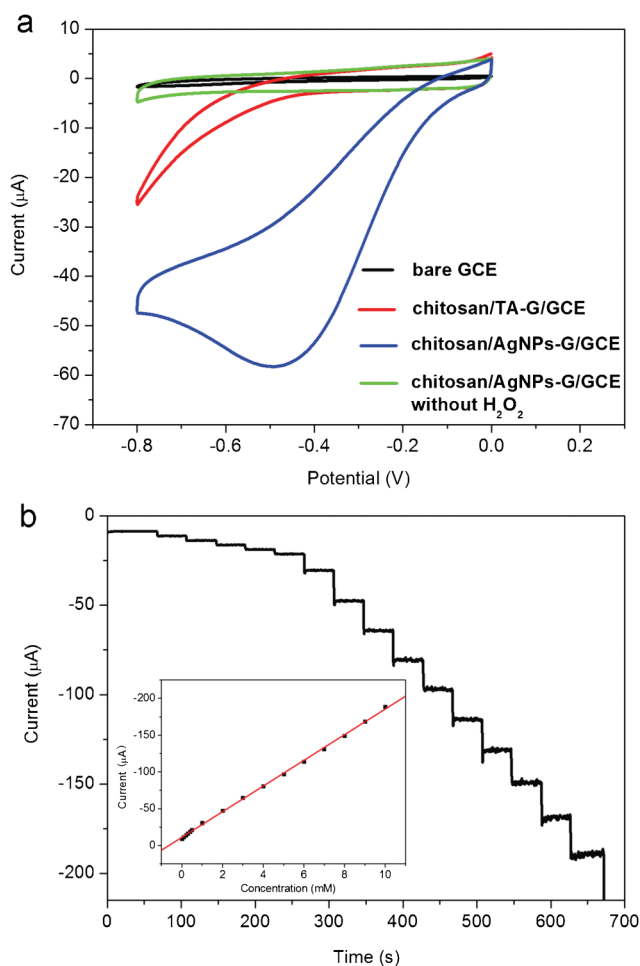 a
10
0
-10
-20
-30
-40
-50
-60
-70
Current (μA)
bare GCE
chitosan/TA-G/GCE
chitosan/AgNPs-G/GCE
chitosan/AgNPs-G/GCE
without H₂O₂
-0.8 -0.6 -0.4 -0.2 0.0 0.2
Potential (V)
b
0
-50
-100
-150
-200
Current (μA)
-200
-150
-100
-50
0
Current (μA)
0 2 4 6 8 10
Concentration (mM)
0 100 200 300 400 500 600 700
Time (s)